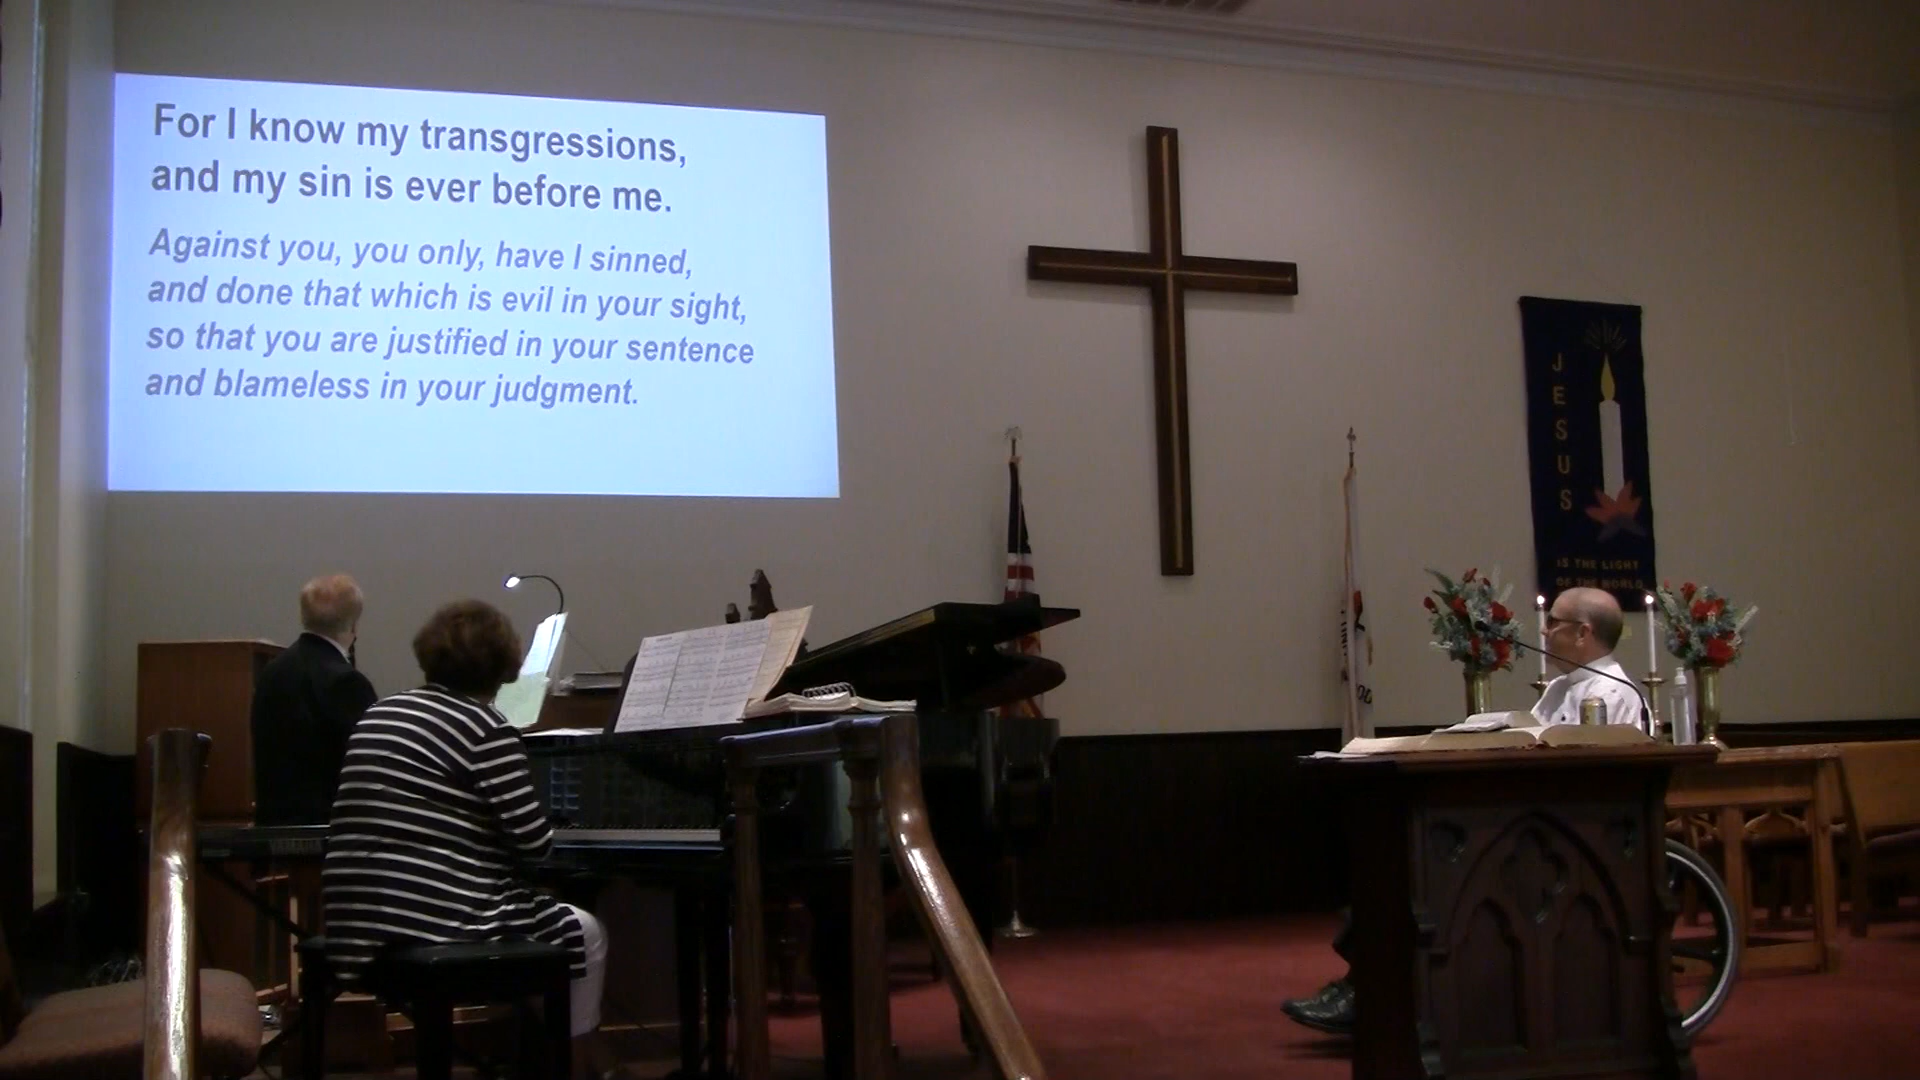 For I know my transgressions,
and my sin is ever before me.
Against you, you only, have I sinned,
and done that which is evil in your sight,
so that you are justified in your sentence
and blameless in your judgment.
JESUS
IS THE LIGHT
OF THE WORLD
YAMAHA